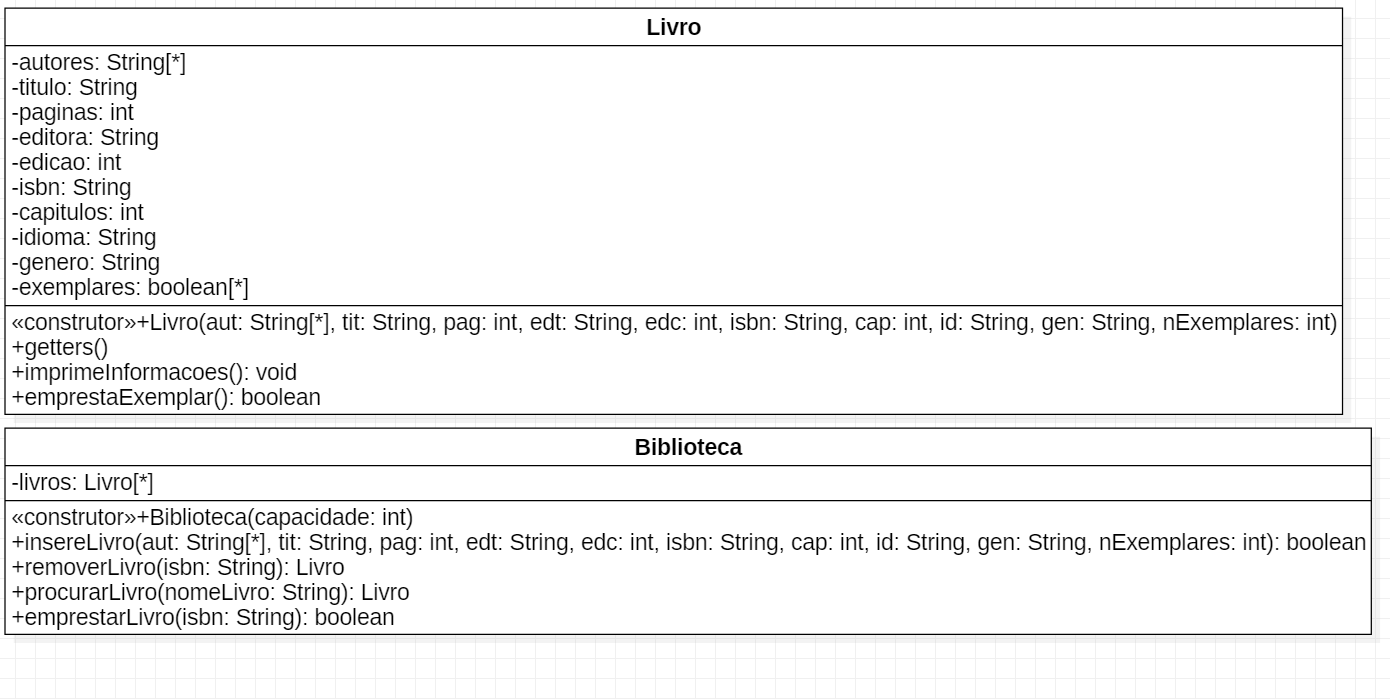 Livro
-autores: String[*]
-titulo: String
-paginas: int
-editora: String
-edicao: int
-isbn: String
-capitulos: int
-idioma: String
-genero: String
-exemplares: boolean[*]
«construtor»+Livro(aut: String[*], tit: String, pag: int, edt: String, edc: int, isbn: String, cap: int, id: String, gen: String, nExemplares: int)
+getters()
+imprimeInformacoes(): void
+emprestaExemplar(): boolean
Biblioteca
-livros: Livro[*]
«construtor»+Biblioteca(capacidade: int)
+insereLivro(aut: String[*], tit: String, pag: int, edt: String, edc: int, isbn: String, cap: int, id: String, gen: String, nExemplares: int): boolean
+removerLivro(isbn: String): Livro
+procurarLivro(nomeLivro: String): Livro
+emprestarLivro(isbn: String): boolean